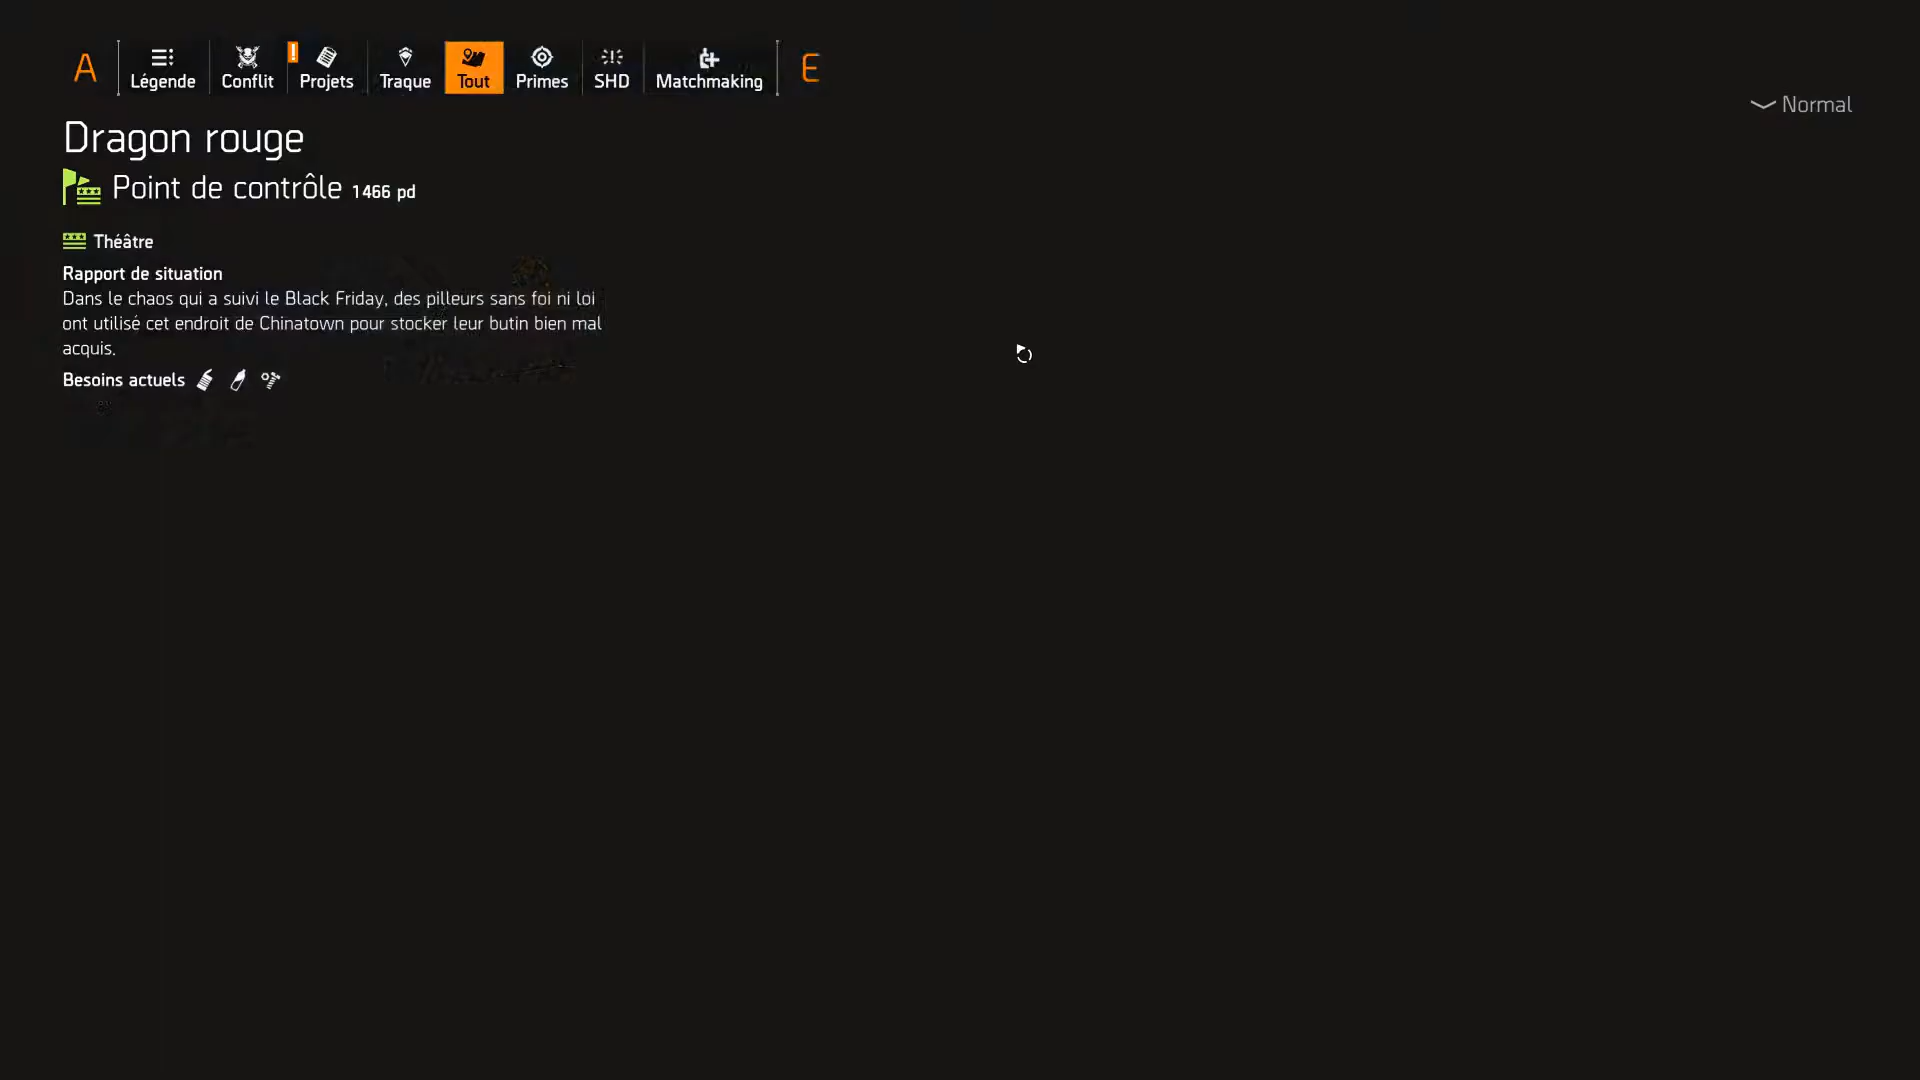 A
Légende
Conflit
!
Projets
Traque
Tout
Primes
SHD
Matchmaking
E
Normal
Dragon rouge
Point de contrôle 1466 pd
Théâtre
Rapport de situation
Dans le chaos qui a suivi le Black Friday, des pilleurs sans foi ni loi
ont utilisé cet endroit de Chinatown pour stocker leur butin bien mal
acquis.
Besoins actuels